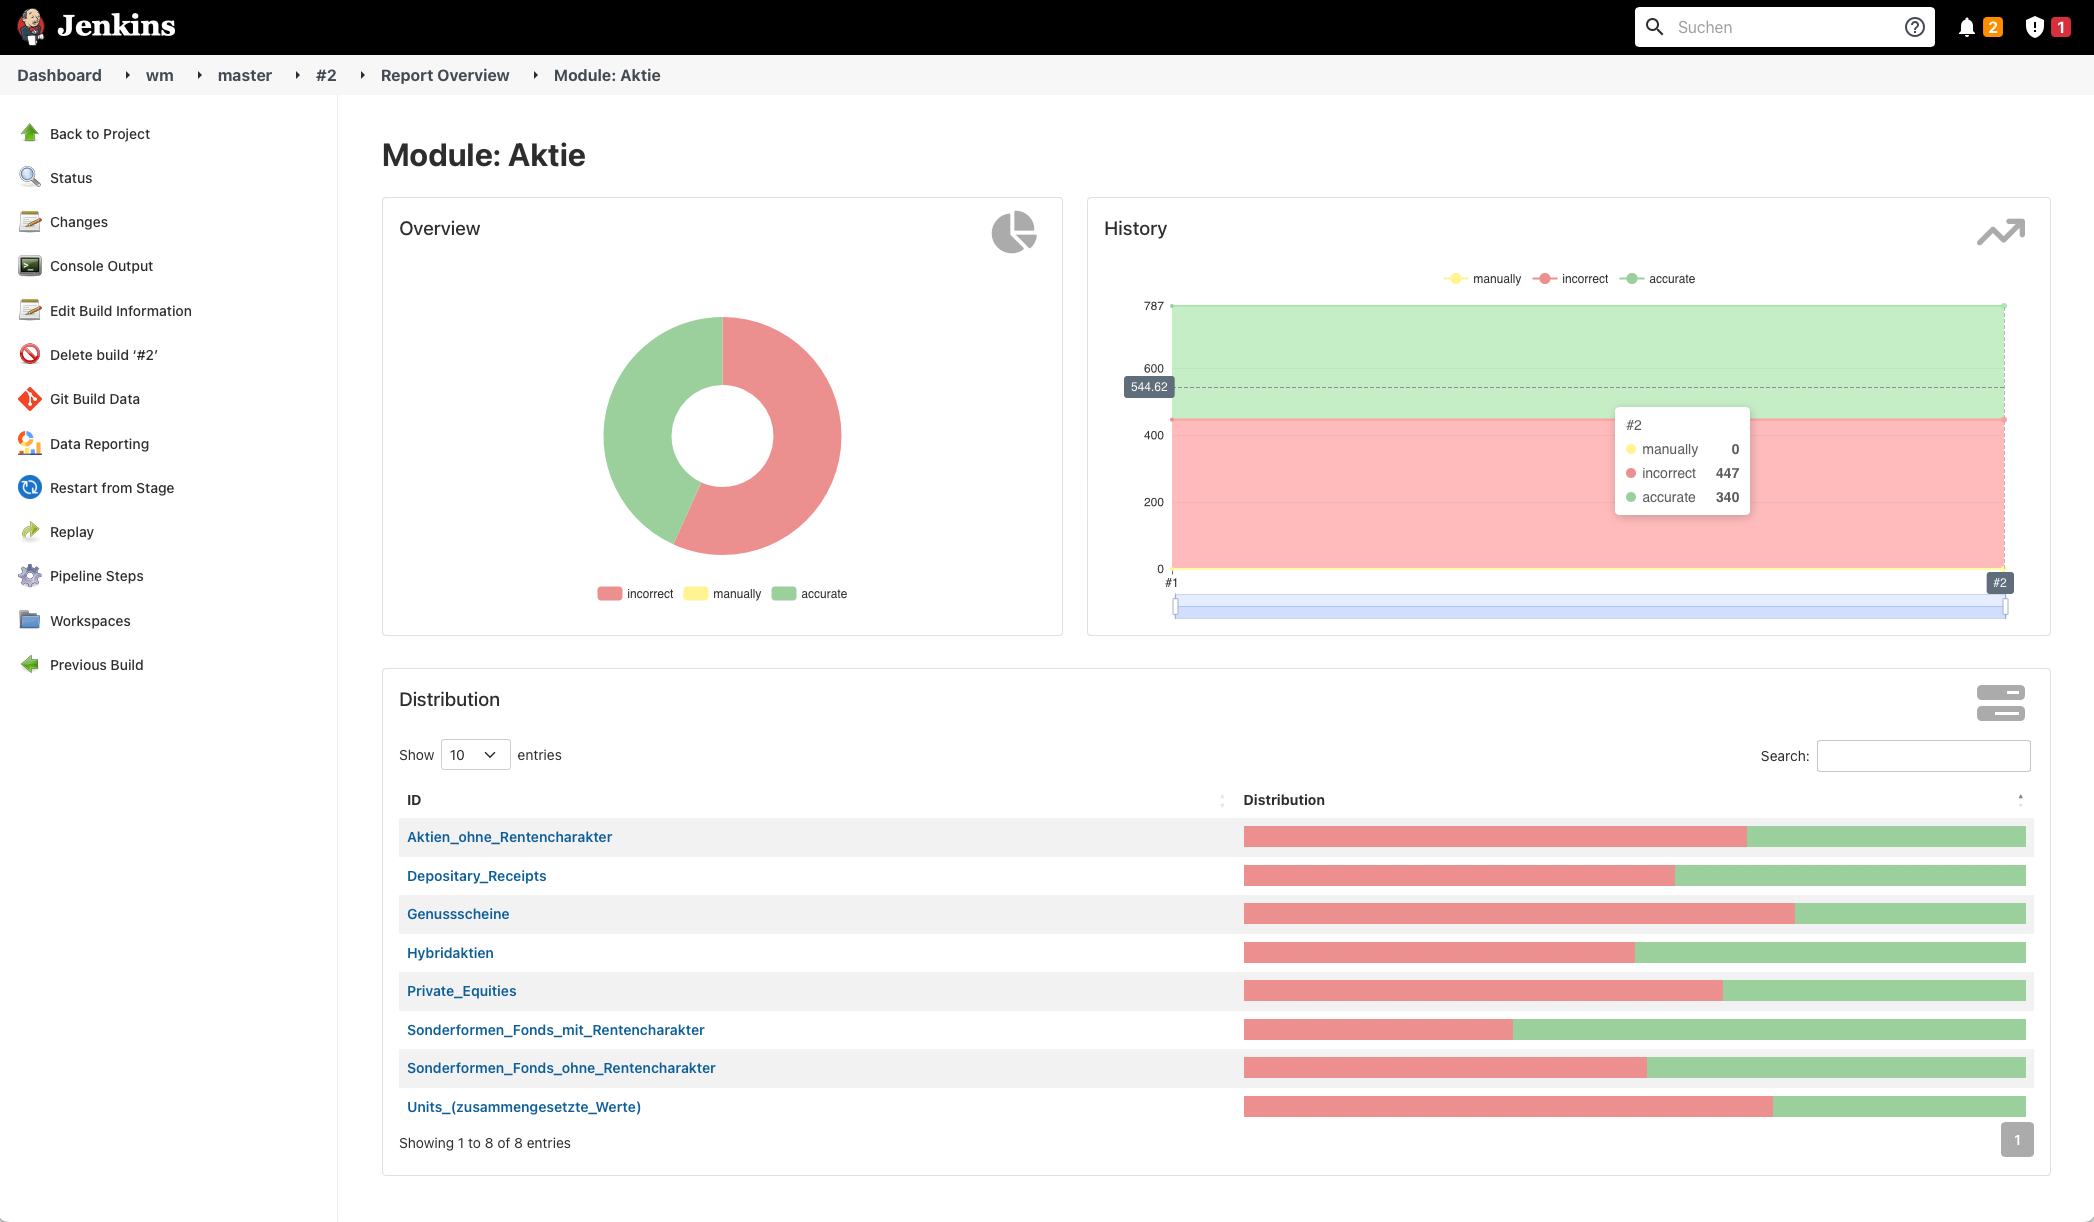 Jenkins
Suchen
2
1
Dashboard wm master #2 Report Overview Module: Aktie
Back to Project
Status
Changes
Console Output
Edit Build Information
Delete build ‘#2’
Git Build Data
Data Reporting
Restart from Stage
Replay
Pipeline Steps
Workspaces
Previous Build
Module: Aktie
Overview
incorrect manually accurate
History
manually incorrect accurate
787
600
544.62
400
200
0
#1
#2
#2
manually 0
incorrect 447
accurate 340
Distribution
Show 10 entries
Search:
ID Distribution
Aktien_ohne_Rentencharakter
Depositary_Receipts
Genussscheine
Hybridaktien
Private_Equities
Sonderformen_Fonds_mit_Rentencharakter
Sonderformen_Fonds_ohne_Rentencharakter
Units_(zusammengesetzte_Werte)
Showing 1 to 8 of 8 entries
1